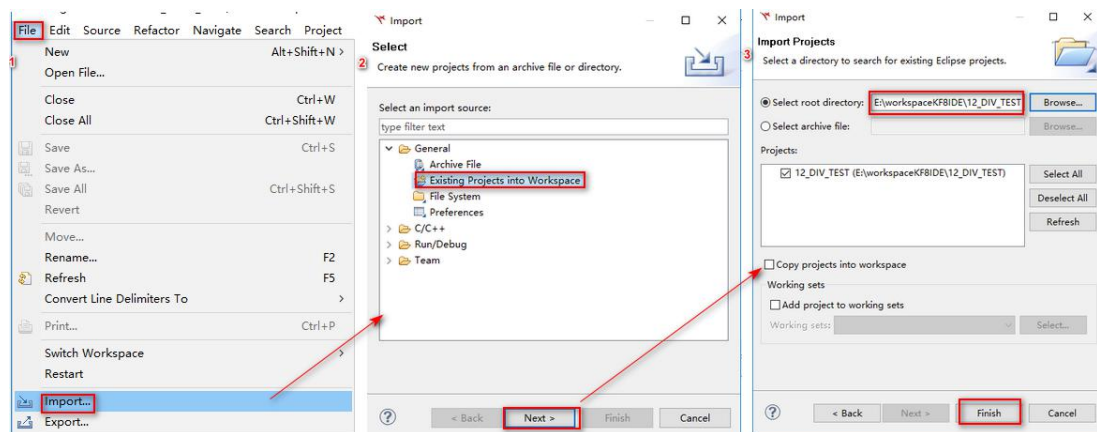 File Edit Source Refactor Navigate Search Project
1
New Alt+Shift+N >
Open File...
Close Ctrl+W
Close All Ctrl+Shift+W
Save Ctrl+S
Save As...
Save All Ctrl+Shift+S
Revert
Move...
Rename... F2
Refresh F5
Convert Line Delimiters To >
Print... Ctrl+P
Switch Workspace >
Restart
Import...
Export...
Import
Select
2
Create new projects from an archive file or directory.
Select an import source:
type filter text
General
Archive File
Existing Projects into Workspace
File System
Preferences
C/C++
Run/Debug
Team
? < Back Next > Finish Cancel
Import
Import Projects
3
Select a directory to search for existing Eclipse projects.
Select root directory: E:\workspaceKF8IDE\12_DIV_TEST Browse...
Select archive file: Browse...
Projects:
12_DIV_TEST (E:\workspaceKF8IDE\12_DIV_TEST) Select All
Deselect All
Refresh
Copy projects into workspace
Working sets
Add project to working sets
Working sets: Select...
? < Back Next > Finish Cancel